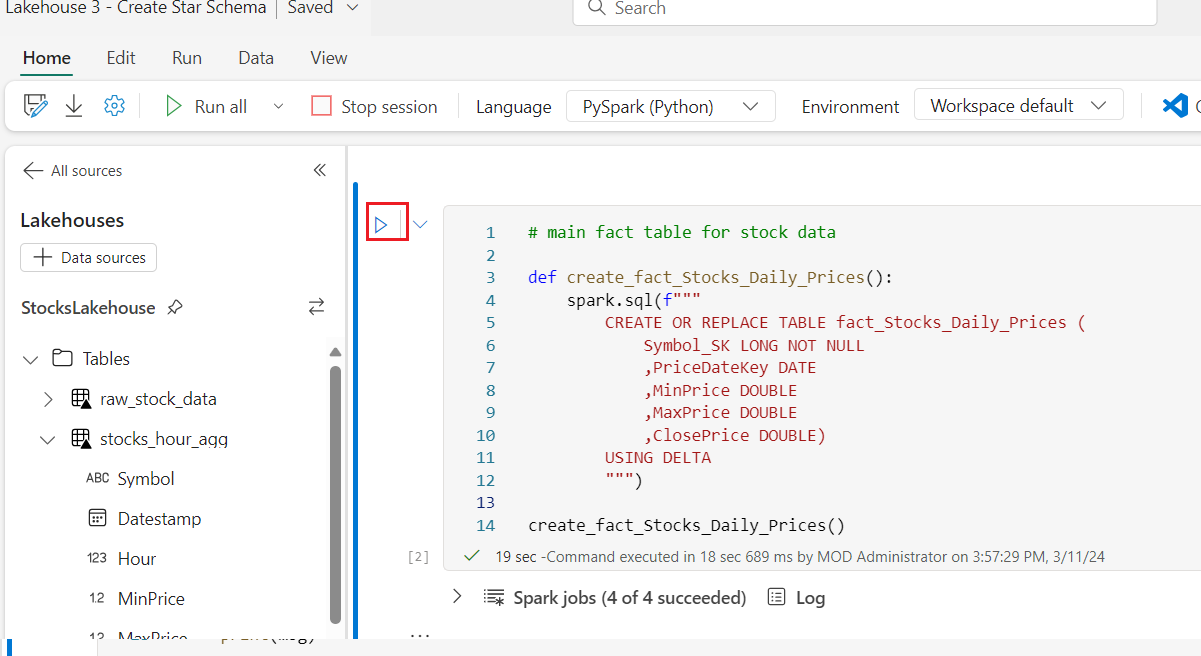 Lakehouse 3 - Create Star Schema | Saved
Search
Home Edit Run Data View
Run all Stop session Language PySpark (Python) Environment Workspace default
All sources
Lakehouses
Data sources
StocksLakehouse
Tables
raw_stock_data
stocks_hour_agg
ABC Symbol
Datestamp
123 Hour
1.2 MinPrice
12 MaxPrice
1 # main fact table for stock data
2
3 def create_fact_Stocks_Daily_Prices():
4 spark.sql(f"""
5 CREATE OR REPLACE TABLE fact_Stocks_Daily_Prices (
6 Symbol_SK LONG NOT NULL
7 ,PriceDateKey DATE
8 ,MinPrice DOUBLE
9 ,MaxPrice DOUBLE
10 ,ClosePrice DOUBLE)
11 USING DELTA
12 """)
13
14 create_fact_Stocks_Daily_Prices()
[2] 19 sec -Command executed in 18 sec 689 ms by MOD Administrator on 3:57:29 PM, 3/11/24
Spark jobs (4 of 4 succeeded) Log
...